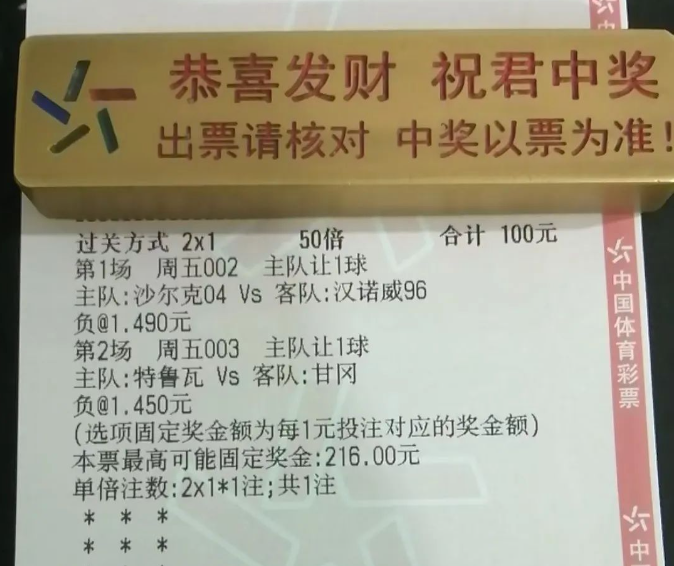 恭喜发财 祝君中奖
出票请核对 中奖以票为准!
过关方式 2x1 50倍 合计 100元
第1场 周五002 主队让1球
主队:沙尔克04 Vs 客队:汉诺威96
负@1.490元
第2场 周五003 主队让1球
主队:特鲁瓦 Vs 客队:甘冈
负@1.450元
(选项固定奖金额为每1元投注对应的奖金额)
本票最高可能固定奖金:216.00元
单倍注数:2x1*1注;共1注
* * *
* * *
中国体育彩票
中